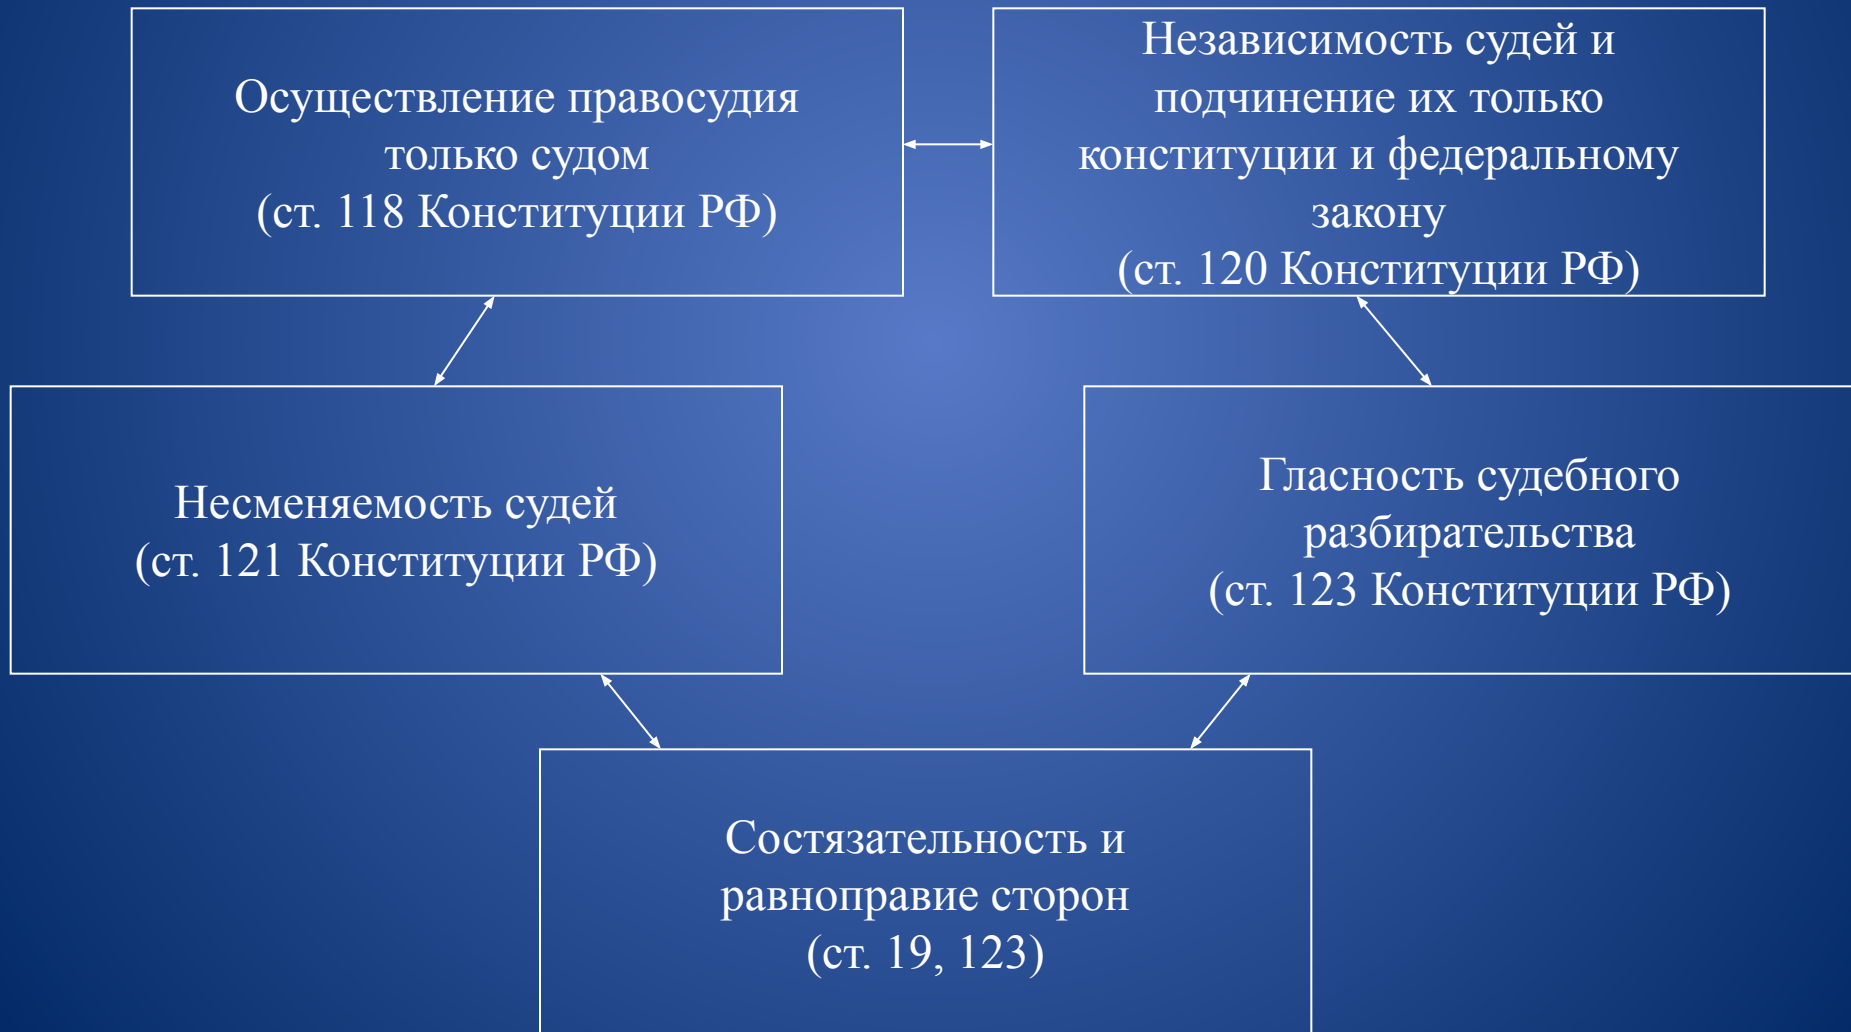 Осуществление правосудия
только судом
(ст. 118 Конституции РФ)
Независимость судей и
подчинение их только
конституции и федеральному
закону
(ст. 120 Конституции РФ)
Несменяемость судей
(ст. 121 Конституции РФ)
Гласность судебного
разбирательства
(ст. 123 Конституции РФ)
Состязательность и
равноправие сторон
(ст. 19, 123)